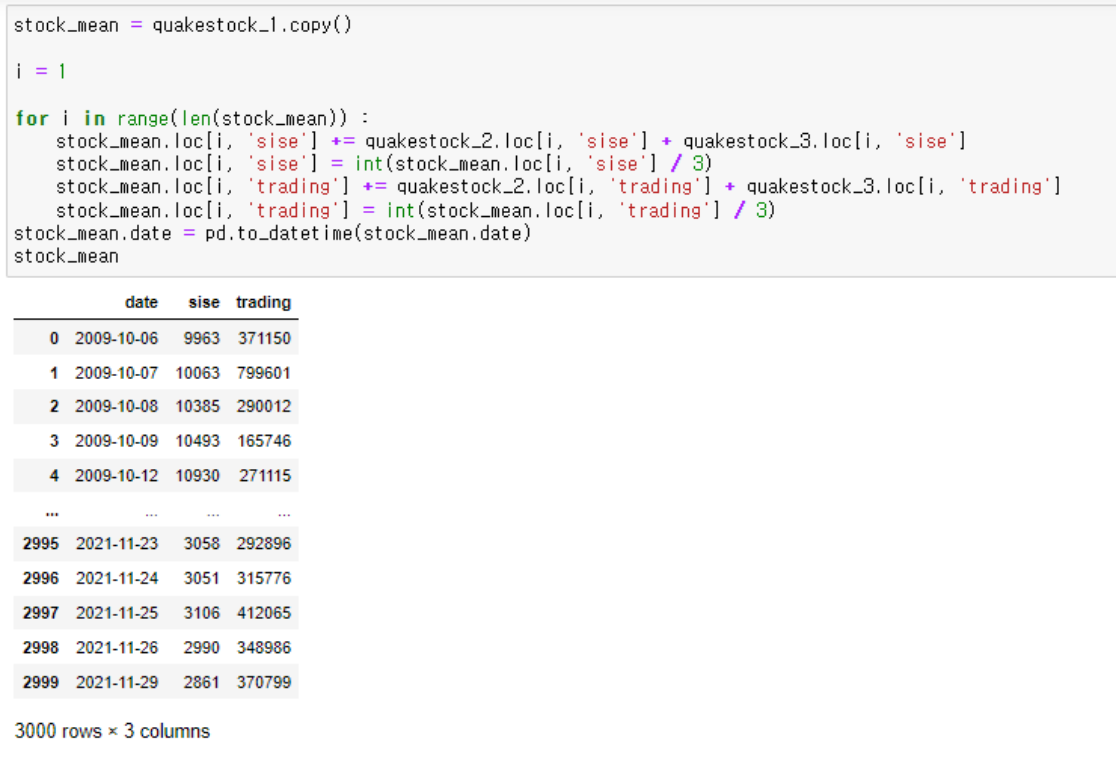 stock_mean = quakestock_1.copy()
i = 1
for i in range(len(stock_mean)) :
    stock_mean.loc[i, 'sise'] += quakestock_2.loc[i, 'sise'] + quakestock_3.loc[i, 'sise']
    stock_mean.loc[i, 'sise'] = int(stock_mean.loc[i, 'sise'] / 3)
    stock_mean.loc[i, 'trading'] += quakestock_2.loc[i, 'trading'] + quakestock_3.loc[i, 'trading']
    stock_mean.loc[i, 'trading'] = int(stock_mean.loc[i, 'trading'] / 3)
stock_mean.date = pd.to_datetime(stock_mean.date)
stock_mean
date sise trading
0 2009-10-06 9963 371150
1 2009-10-07 10063 799601
2 2009-10-08 10385 290012
3 2009-10-09 10493 165746
4 2009-10-12 10930 271115
... ... ... ...
2995 2021-11-23 3058 292896
2996 2021-11-24 3051 315776
2997 2021-11-25 3106 412065
2998 2021-11-26 2990 348986
2999 2021-11-29 2861 370799
3000 rows × 3 columns